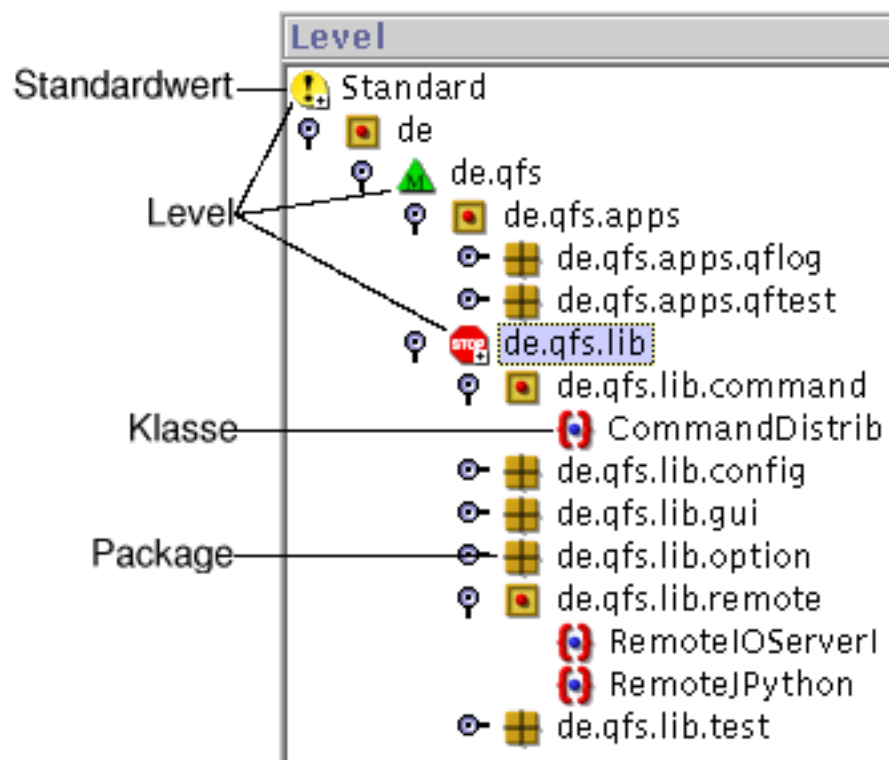 Level
Standardwert
Standard
de
de.qfs
Level
de.qfs.apps
de.qfs.apps.qflog
de.qfs.apps.qftest
STOP de.qfs.lib
de.qfs.lib.command
Klasse
CommandDistrib
de.qfs.lib.config
de.qfs.lib.gui
Package
de.qfs.lib.option
de.qfs.lib.remote
RemoteIOServerI
RemoteJPython
de.qfs.lib.test